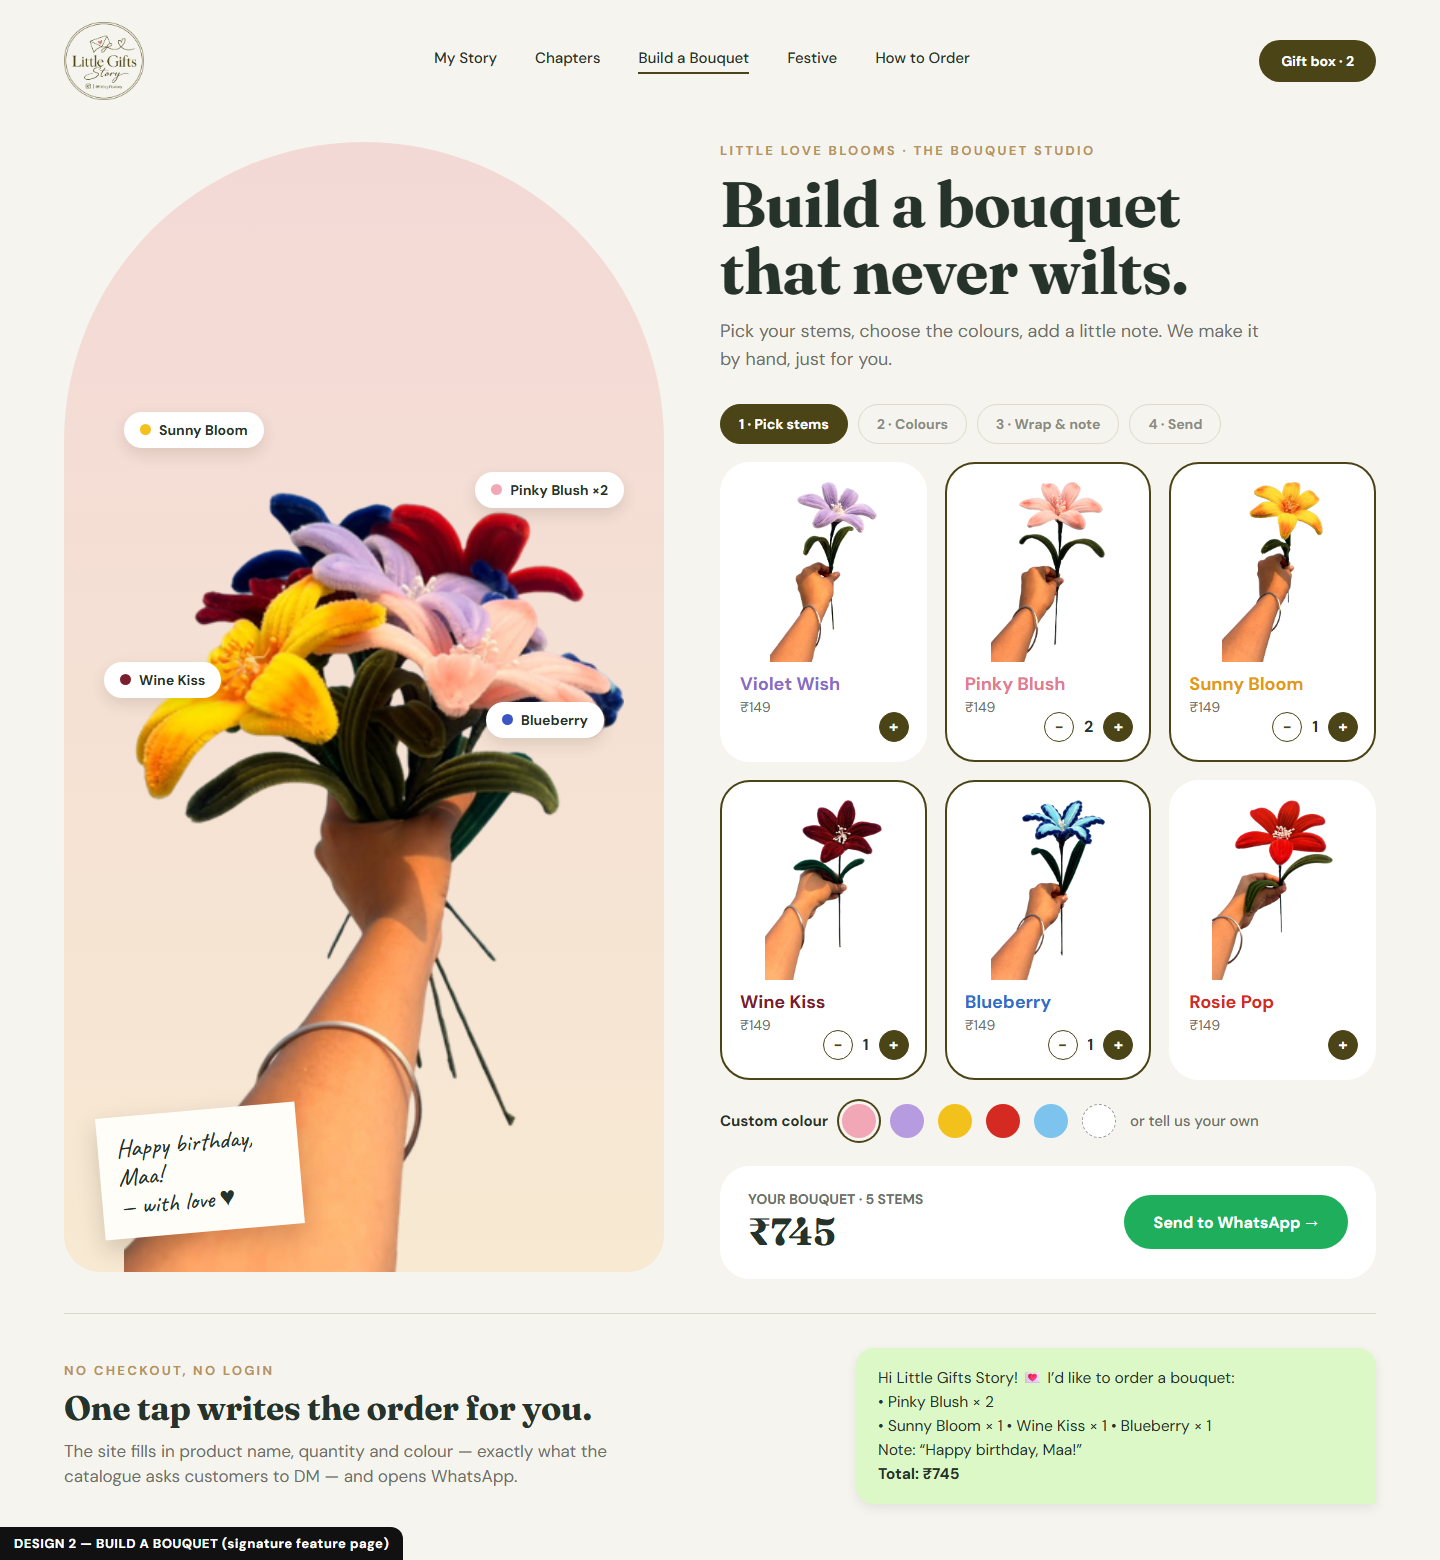 Little Gifts
Story
My Story
Chapters
Build a Bouquet
Festive
How to Order
Gift box · 2
LITTLE LOVE BLOOMS · THE BOUQUET STUDIO
Build a bouquet
that never wilts.
Pick your stems, choose the colours, add a little note. We make it
by hand, just for you.
1 · Pick stems
2 · Colours
3 · Wrap & note
4 · Send
Sunny Bloom
Pinky Blush ×2
Wine Kiss
Blueberry
Happy birthday,
Maa!
– with love ♥
Violet Wish
₹149
+
Pinky Blush
₹149
− 2 +
Sunny Bloom
₹149
− 1 +
Wine Kiss
₹149
− 1 +
Blueberry
₹149
− 1 +
Rosie Pop
₹149
+
Custom colour
or tell us your own
YOUR BOUQUET · 5 STEMS
₹745
Send to WhatsApp →
NO CHECKOUT, NO LOGIN
One tap writes the order for you.
The site fills in product name, quantity and colour — exactly what the
catalogue asks customers to DM — and opens WhatsApp.
Hi Little Gifts Story! 💌 I’d like to order a bouquet:
• Pinky Blush × 2
• Sunny Bloom × 1 • Wine Kiss × 1 • Blueberry × 1
Note: “Happy birthday, Maa!”
Total: ₹745
DESIGN 2 — BUILD A BOUQUET (signature feature page)